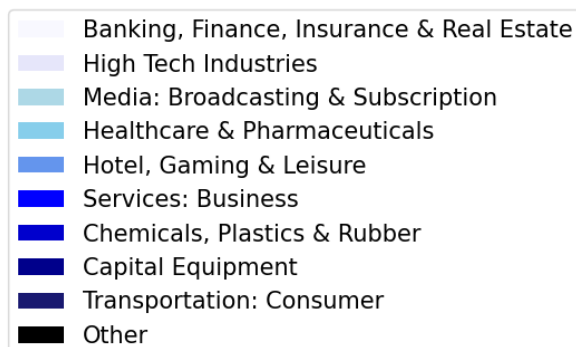 Banking, Finance, Insurance & Real Estate
High Tech Industries
Media: Broadcasting & Subscription
Healthcare & Pharmaceuticals
Hotel, Gaming & Leisure
Services: Business
Chemicals, Plastics & Rubber
Capital Equipment
Transportation: Consumer
Other